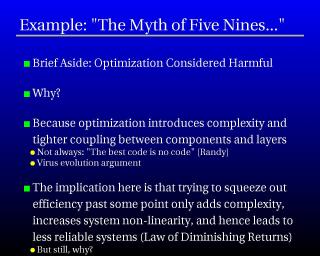 Example: "The Myth of Five Nines..."
Brief Aside: Optimization Considered Harmful
Why?
Because optimization introduces complexity and
tighter coupling between components and layers
Not always: "The best code is no code" (Randy)
Virus evolution argument
The implication here is that trying to squeeze out
efficiency past some point only adds complexity,
increases system non-linearity, and hence leads to
less reliable systems (Law of Diminishing Returns)
But still, why?